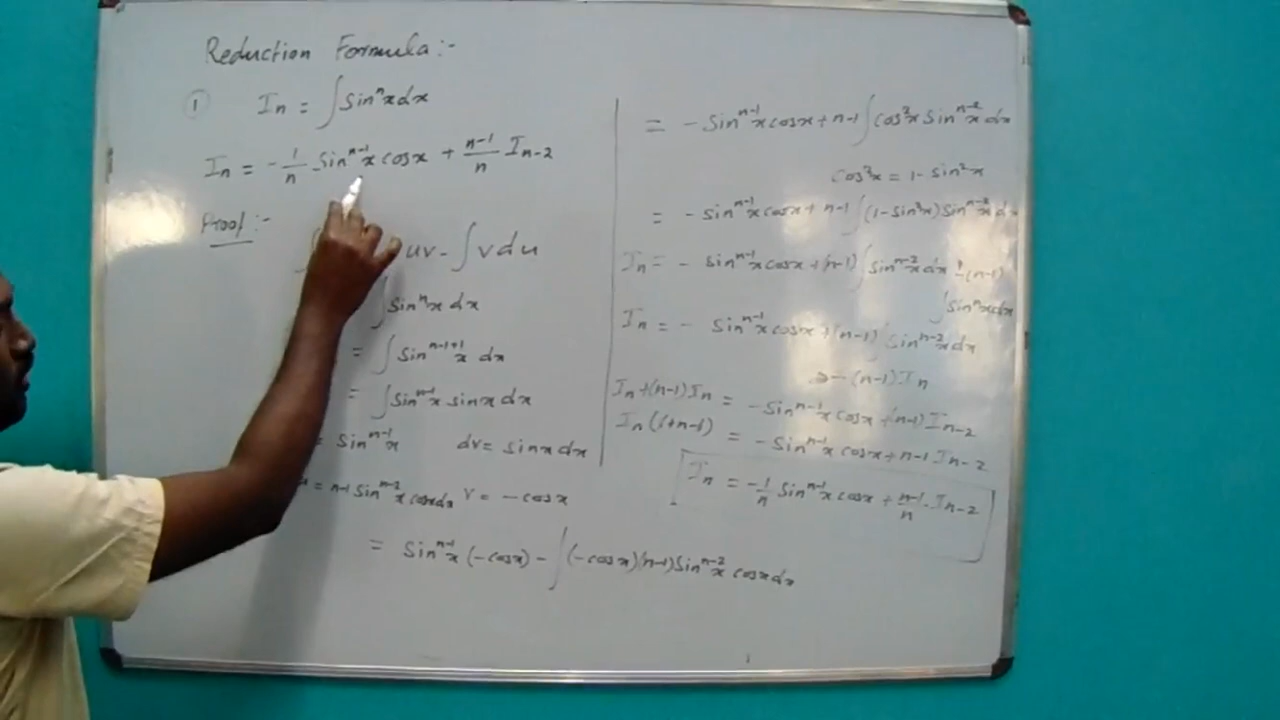 Reduction Formula :-
① Iₙ = ∫ Sinⁿx dx
Iₙ = -1/n Sinⁿ⁻¹x cosx + n-1/n Iₙ₋₂
Proof :-
uv - ∫ v du
∫ Sinⁿx dx
= ∫ Sinⁿ⁻¹⁺¹x dx
= ∫ Sinⁿ⁻¹x sinx dx
= Sinⁿ⁻¹x dv = sinx dx
= n-1 Sinⁿ⁻²x cosx dx v = - cosx
= Sinⁿ⁻¹x (-cosx) - ∫ (-cosx)(n-1) Sinⁿ⁻²x cosx dx
= - Sinⁿ⁻¹x cosx + n-1 ∫ cos²x Sinⁿ⁻²x dx
cos²x = 1 - sin²x
= - Sinⁿ⁻¹x cosx + n-1 ∫ (1-sin²x) Sinⁿ⁻²x dx
Iₙ = - Sinⁿ⁻¹x cosx + (n-1) ∫ Sinⁿ⁻²x dx - (n-1)
∫ Sinⁿx dx
Iₙ = - Sinⁿ⁻¹x cosx + (n-1) ∫ Sinⁿ⁻²x dx
- (n-1) Iₙ
Iₙ + (n-1) Iₙ = - Sinⁿ⁻¹x cosx + (n-1) Iₙ₋₂
Iₙ (1+n-1) = - Sinⁿ⁻¹x cosx + n-1 Iₙ₋₂
Iₙ = -1/n Sinⁿ⁻¹x cosx + n-1/n Iₙ₋₂